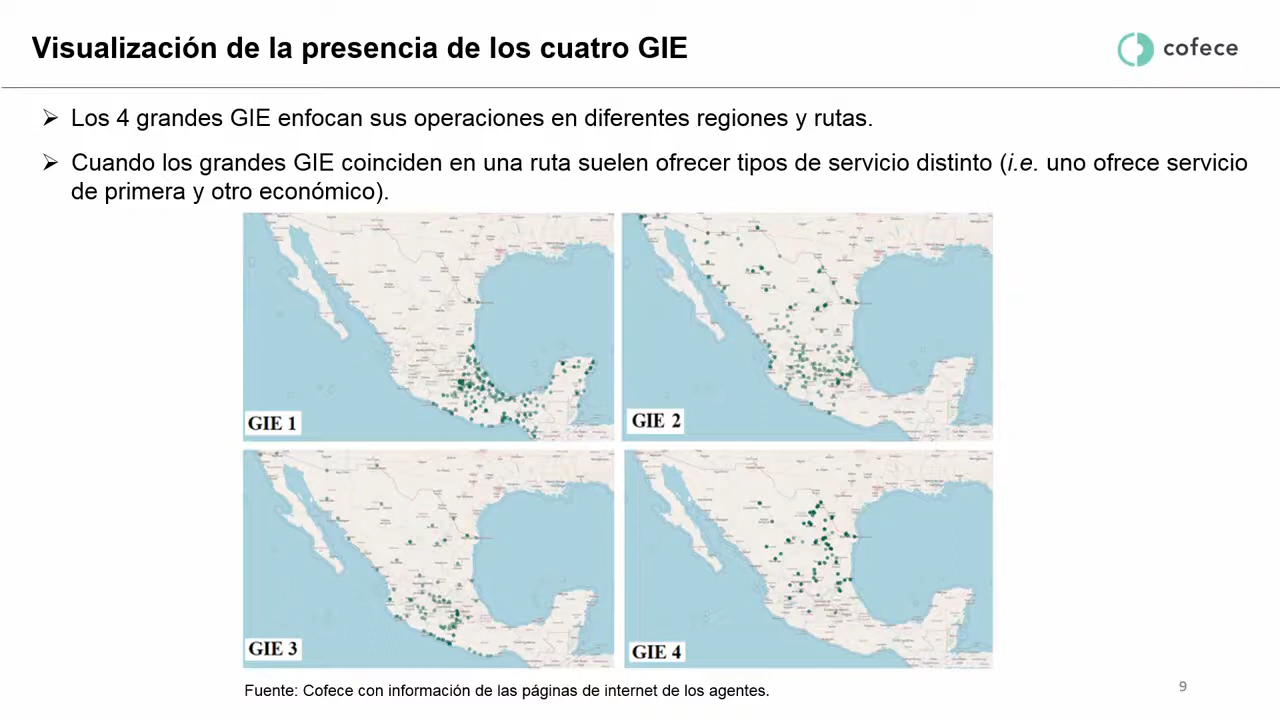 Visualización de la presencia de los cuatro GIE
cofece
➢ Los 4 grandes GIE enfocan sus operaciones en diferentes regiones y rutas.
➢ Cuando los grandes GIE coinciden en una ruta suelen ofrecer tipos de servicio distinto (i.e. uno ofrece servicio
de primera y otro económico).
GIE 1
GIE 2
GIE 3
GIE 4
Fuente: Cofece con información de las páginas de internet de los agentes.
9